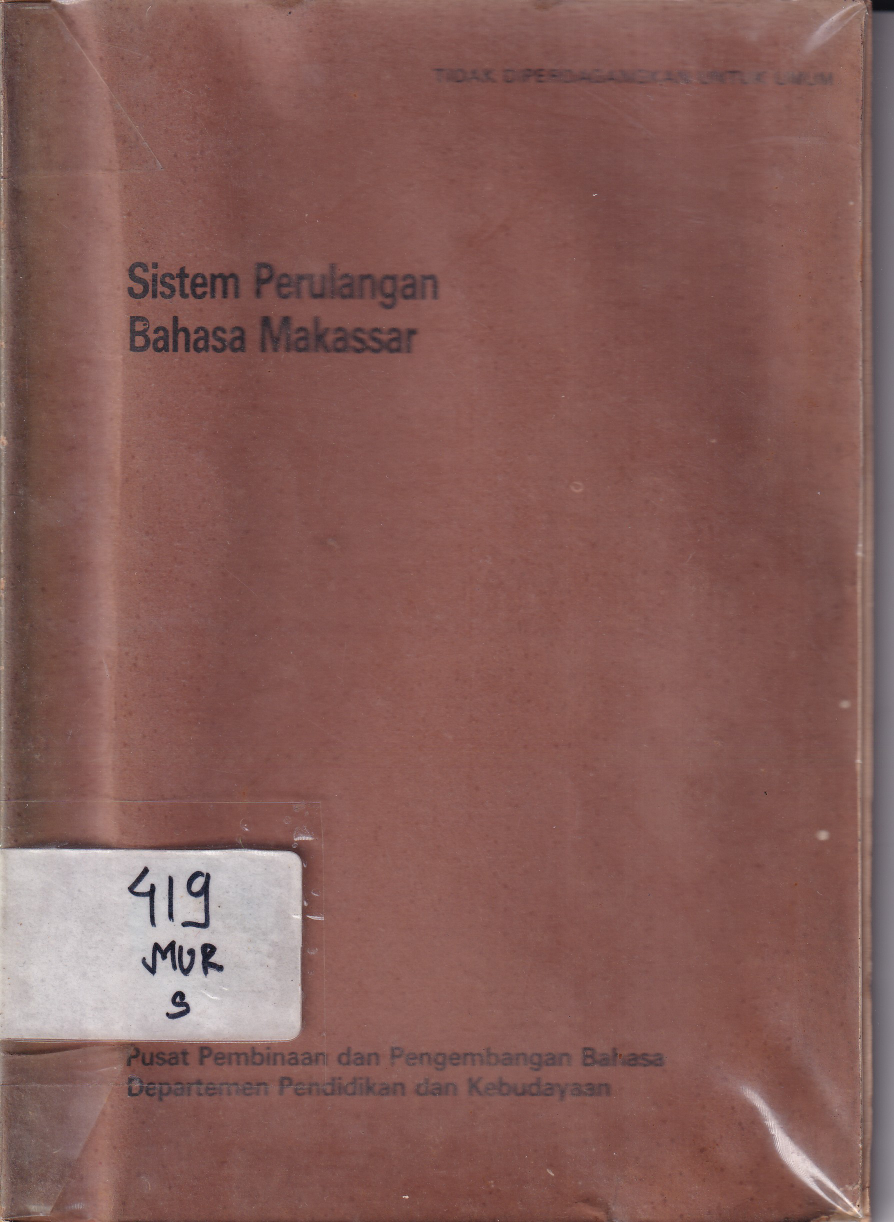 TIDAK DIPERDAGANGKAN UNTUK UMUM
Sistem Perulangan
Bahasa Makassar
419
MUR
S
Pusat Pembinaan dan Pengembangan Bahasa
Departemen Pendidikan dan Kebudayaan